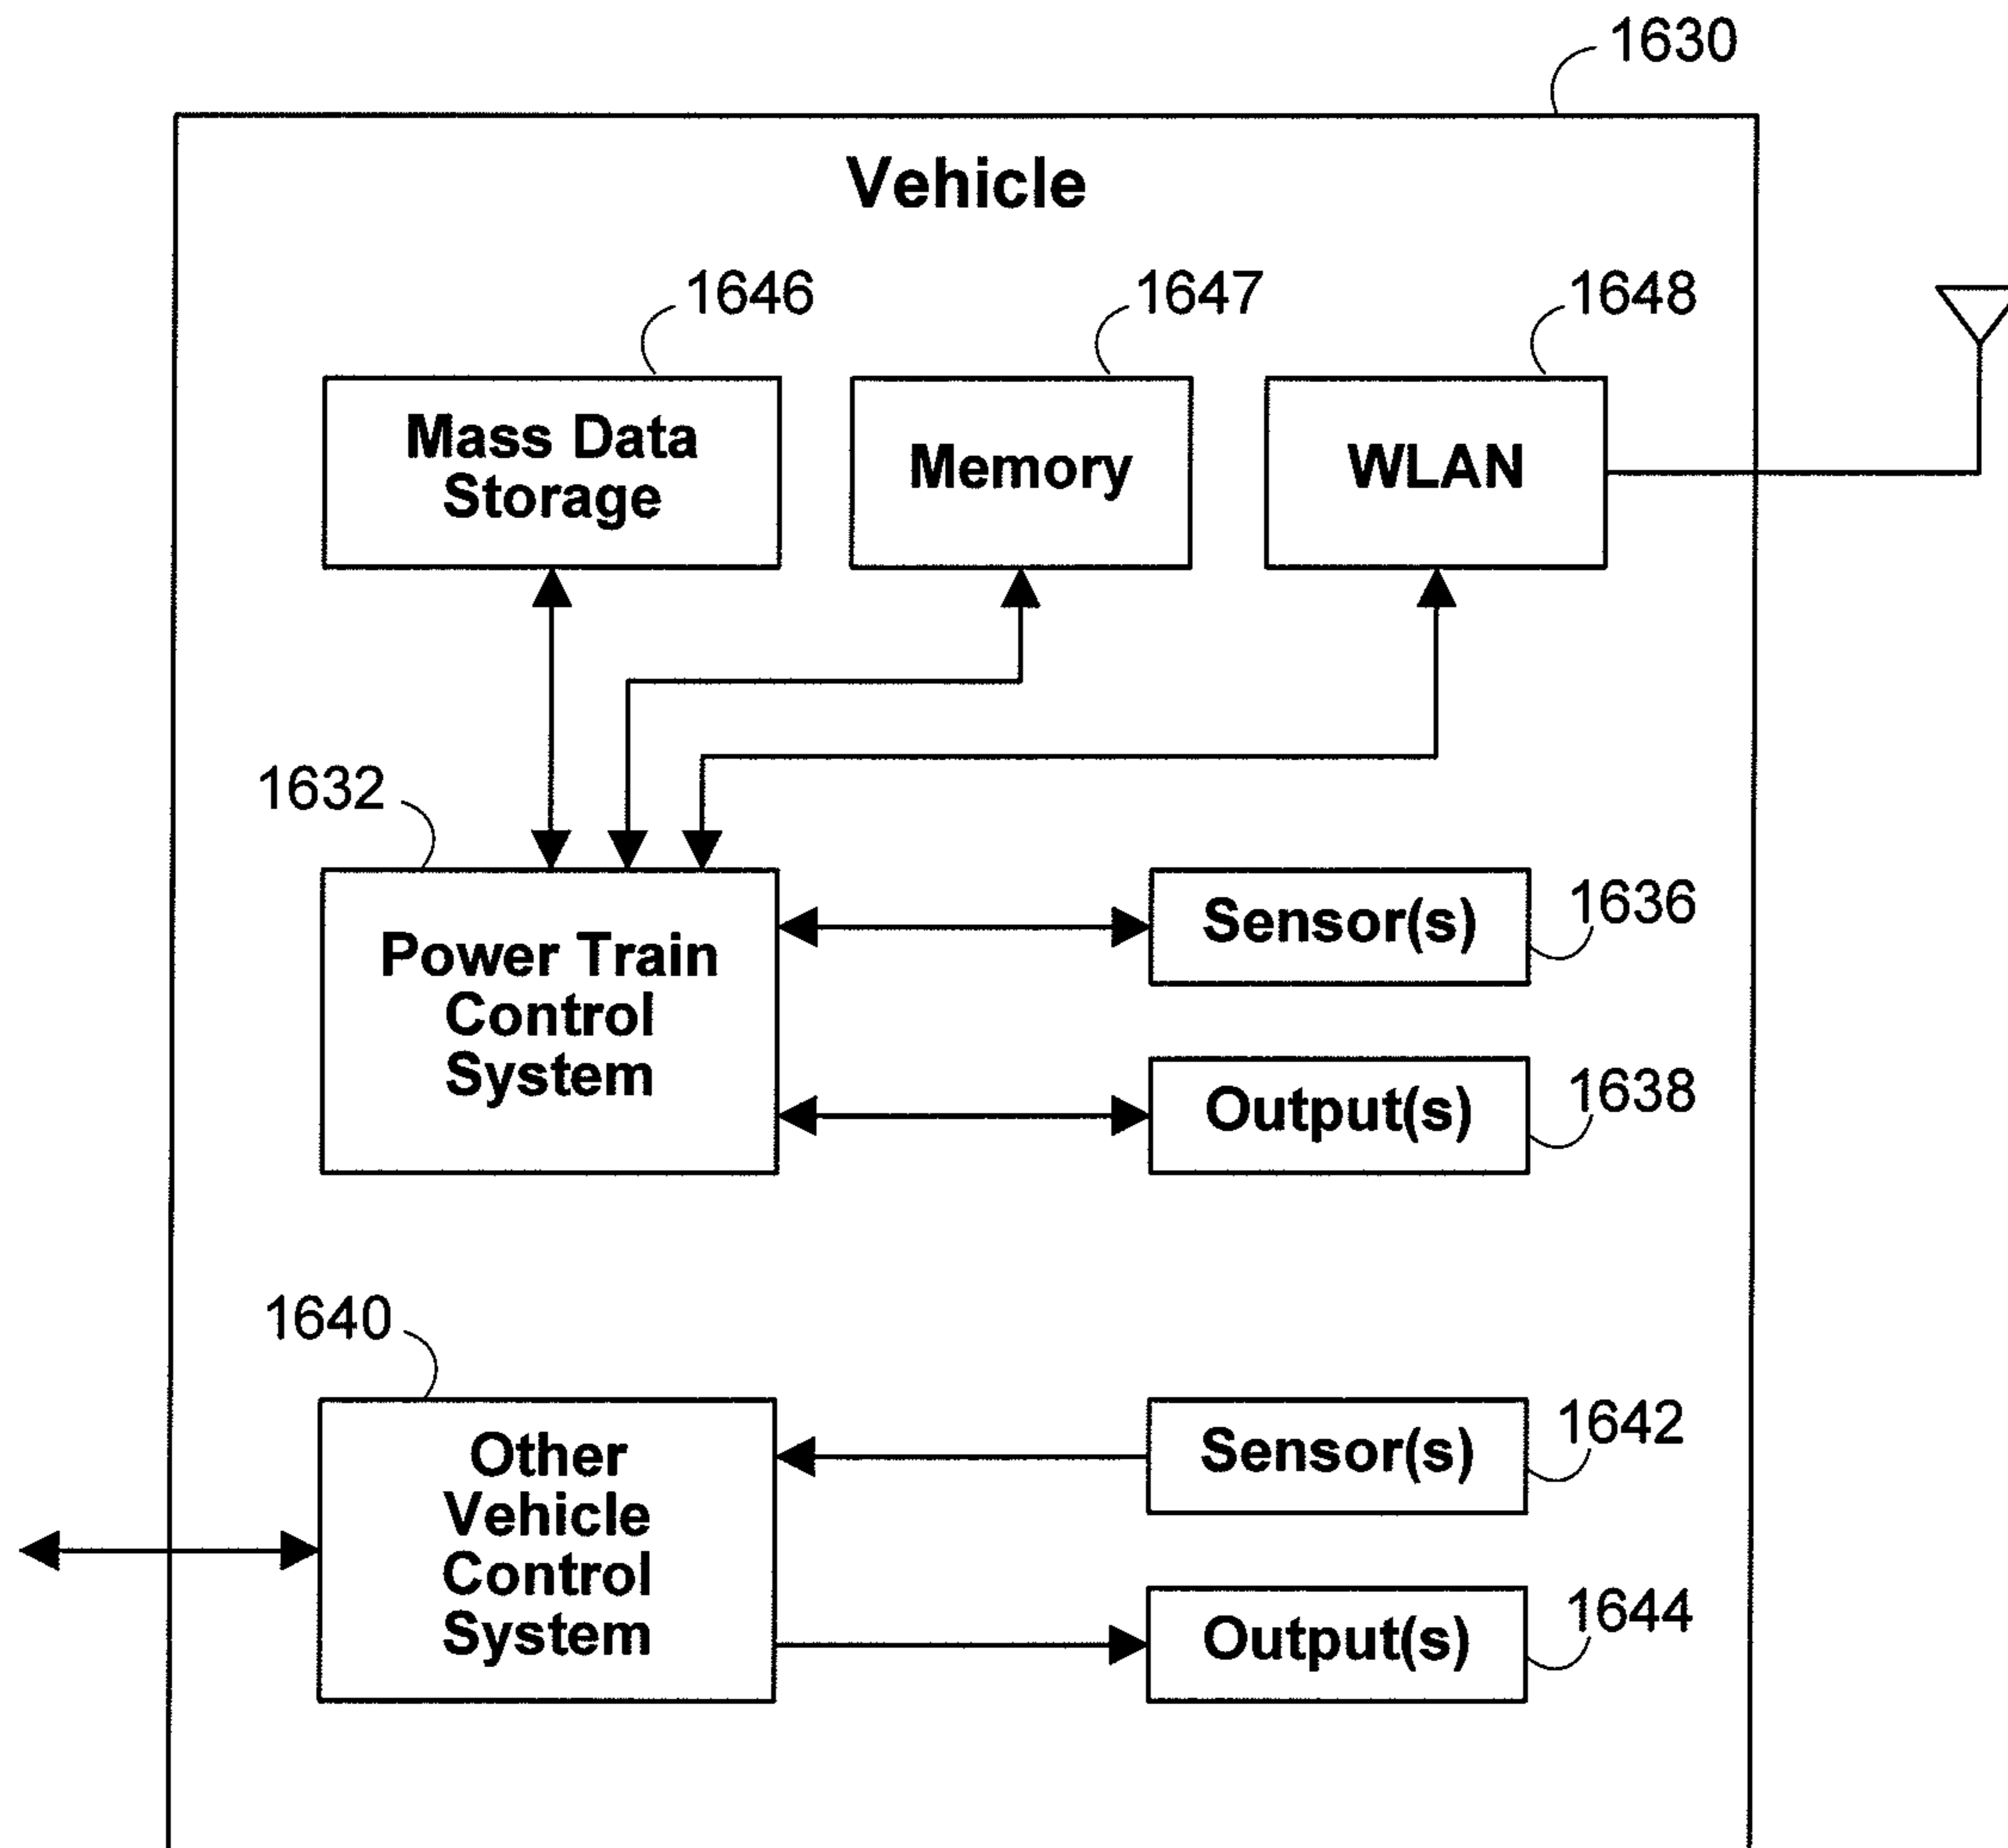 1630
Vehicle
1646
1647
1648
Mass Data
Storage
Memory
WLAN
1632
Power Train
Control
System
Sensor(s)
1636
Output(s)
1638
1640
Other
Vehicle
Control
System
Sensor(s)
1642
Output(s)
1644